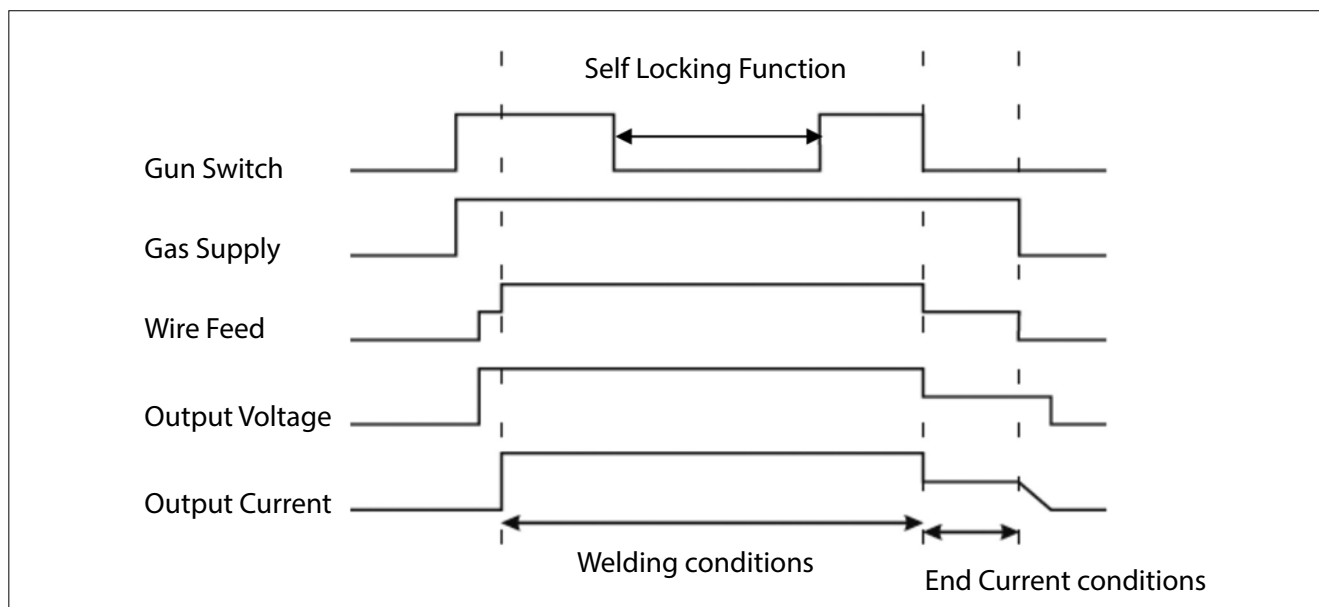 Self Locking Function
Gun Switch
Gas Supply
Wire Feed
Output Voltage
Output Current
Welding conditions
End Current conditions